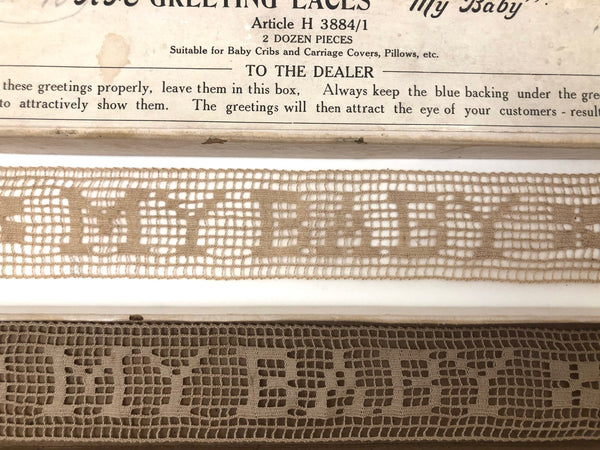 GREETING LACES "My Baby"
Article H 3884/1
2 DOZEN PIECES
Suitable for Baby Cribs and Carriage Covers, Pillows, etc.
TO THE DEALER
these greetings properly, leave them in this box. Always keep the blue backing under the gre
to attractively show them. The greetings will then attract the eye of your customers - result
MY BABY
MY BABY